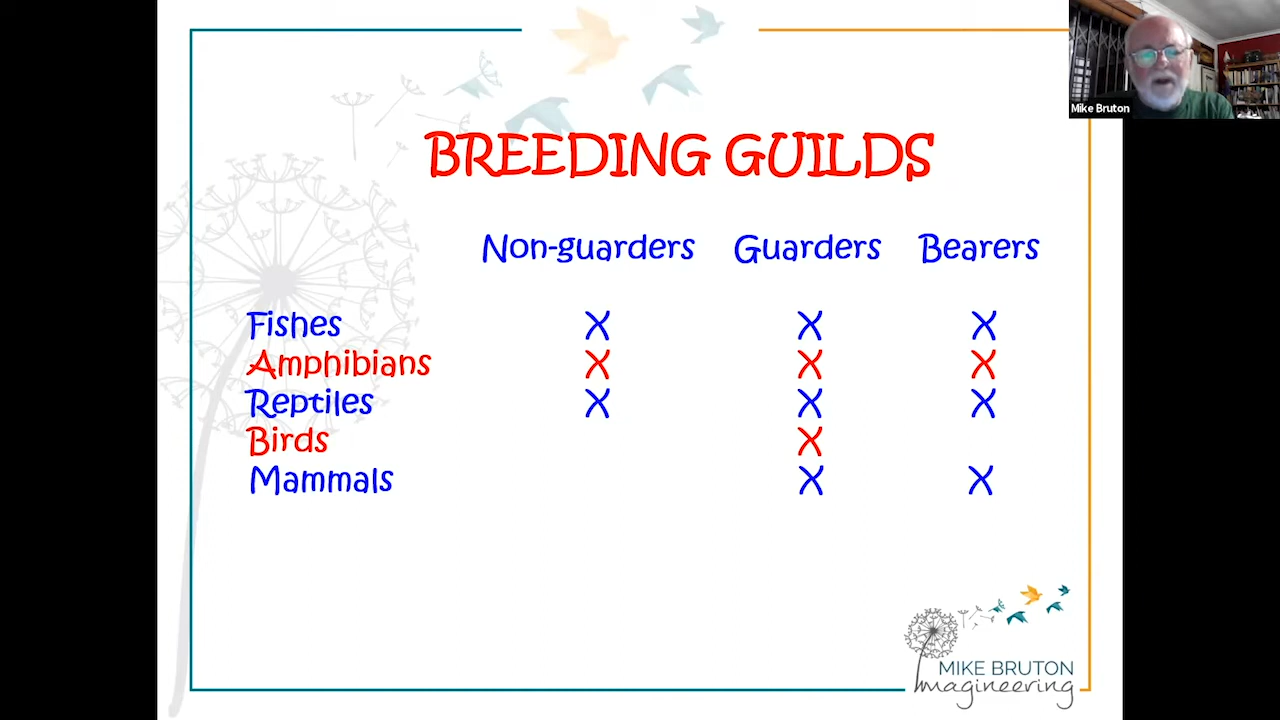 Mike Bruton
BREEDING GUILDS
Non-guarders Guarders Bearers
Fishes X X X
Amphibians X X X
Reptiles X X X
Birds X
Mammals X X
MIKE BRUTON
Imagineering